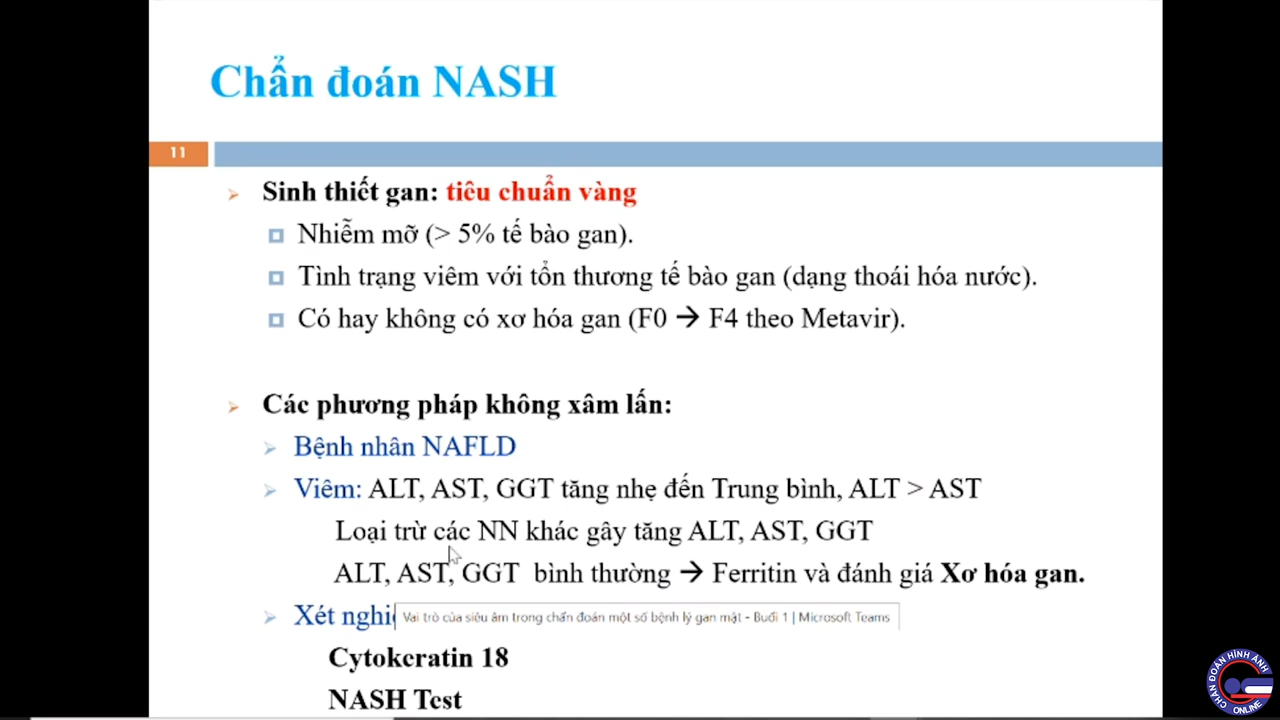 Chẩn đoán NASH
11
Sinh thiết gan: tiêu chuẩn vàng
Nhiễm mỡ (> 5% tế bào gan).
Tình trạng viêm với tổn thương tế bào gan (dạng thoái hóa nước).
Có hay không có xơ hóa gan (F0 → F4 theo Metavir).
Các phương pháp không xâm lấn:
Bệnh nhân NAFLD
Viêm: ALT, AST, GGT tăng nhẹ đến Trung bình, ALT > AST
Loại trừ các NN khác gây tăng ALT, AST, GGT
ALT, AST, GGT bình thường → Ferritin và đánh giá Xơ hóa gan.
Xét
Vai trò của siêu âm trong chẩn đoán một số bệnh lý gan mật - Buổi 1 | Microsoft Teams
Cytokeratin 18
NASH Test
CHẨN ĐOÁN HÌNH ẢNH
ONLINE